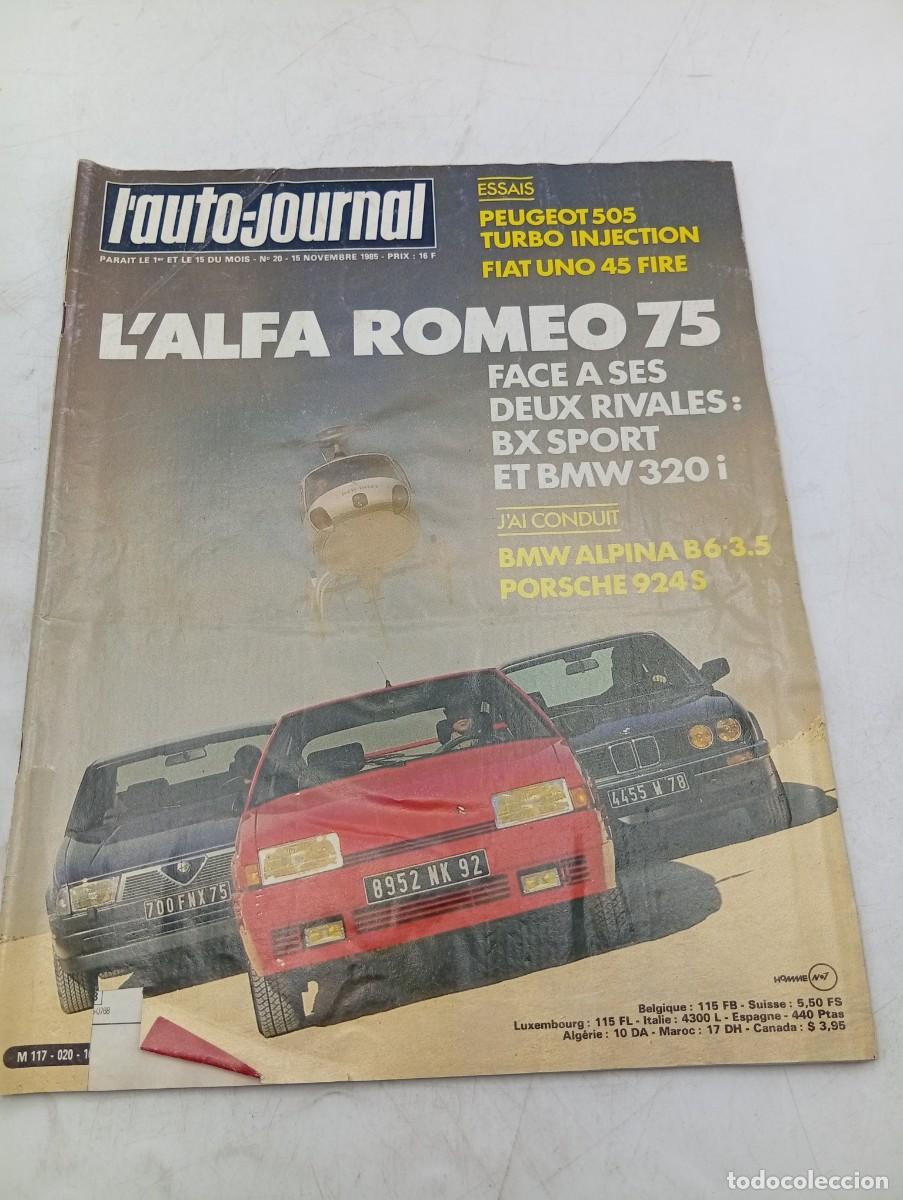 l'auto-journal
PARAIT LE 1er ET LE 15 DU MOIS - N° 20 - 15 NOVEMBRE 1985 - PRIX : 16 F
ESSAIS
PEUGEOT 505
TURBO INJECTION
FIAT UNO 45 FIRE
L'ALFA ROMEO 75
FACE A SES
DEUX RIVALES :
BX SPORT
ET BMW 320 i
J'AI CONDUIT
BMW ALPINA B6·3.5
PORSCHE 924 S
4455 W 78
8952 NK 92
700 FNX 75
HOMME N°7
Belgique : 115 FB - Suisse : 5,50 FS
Luxembourg : 115 FL - Italie : 4300 L - Espagne - 440 Ptas
Algérie : 10 DA - Maroc : 17 DH - Canada : $ 3,95
M 117 - 020 -
todocoleccion